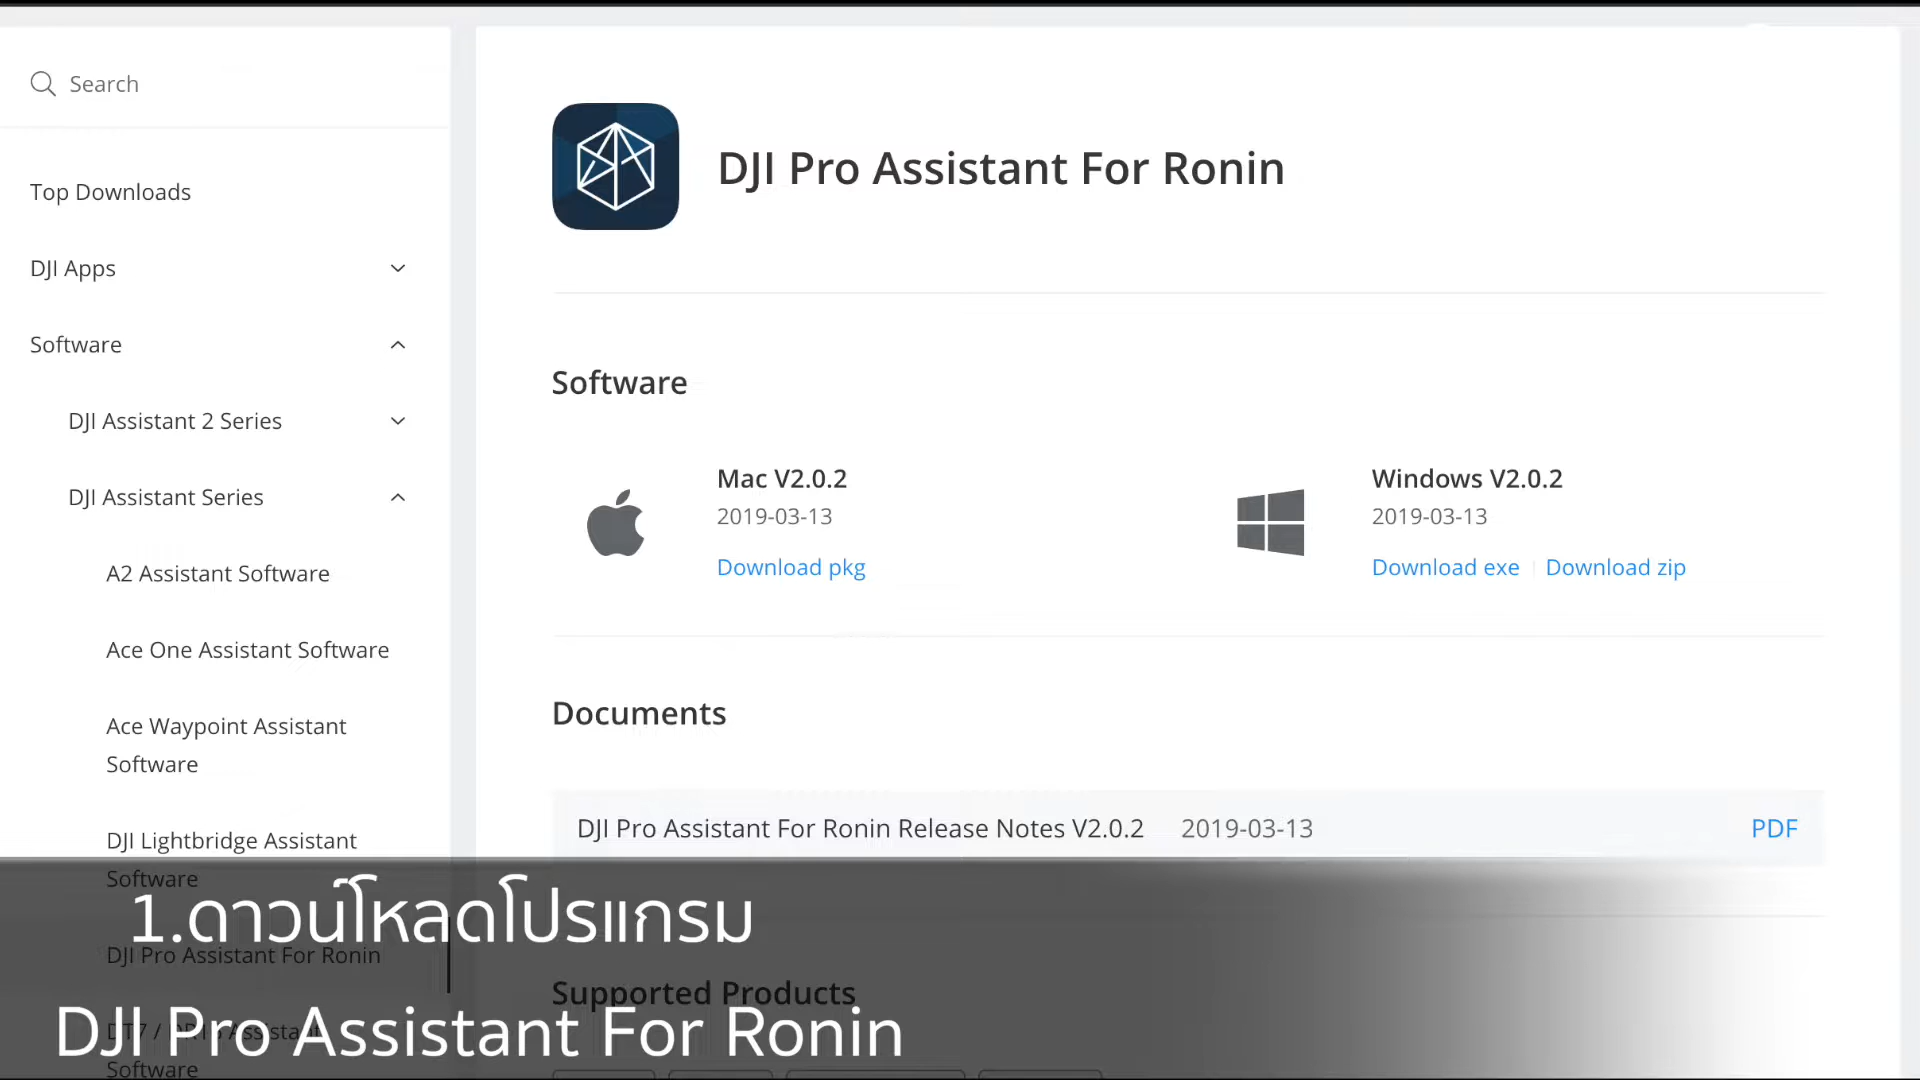 Search
Top Downloads
DJI Apps
Software
DJI Assistant 2 Series
DJI Assistant Series
A2 Assistant Software
Ace One Assistant Software
Ace Waypoint Assistant
Software
DJI Lightbridge Assistant
Software
DJI Pro Assistant For Ronin
Software
DJI Pro Assistant For Ronin
Software
Mac V2.0.2
2019-03-13
Download pkg
Windows V2.0.2
2019-03-13
Download exe
Download zip
Documents
DJI Pro Assistant For Ronin Release Notes V2.0.2 2019-03-13 PDF
Supported Products
1.ดาวน์โหลดโปรแกรม
DJI Pro Assistant For Ronin